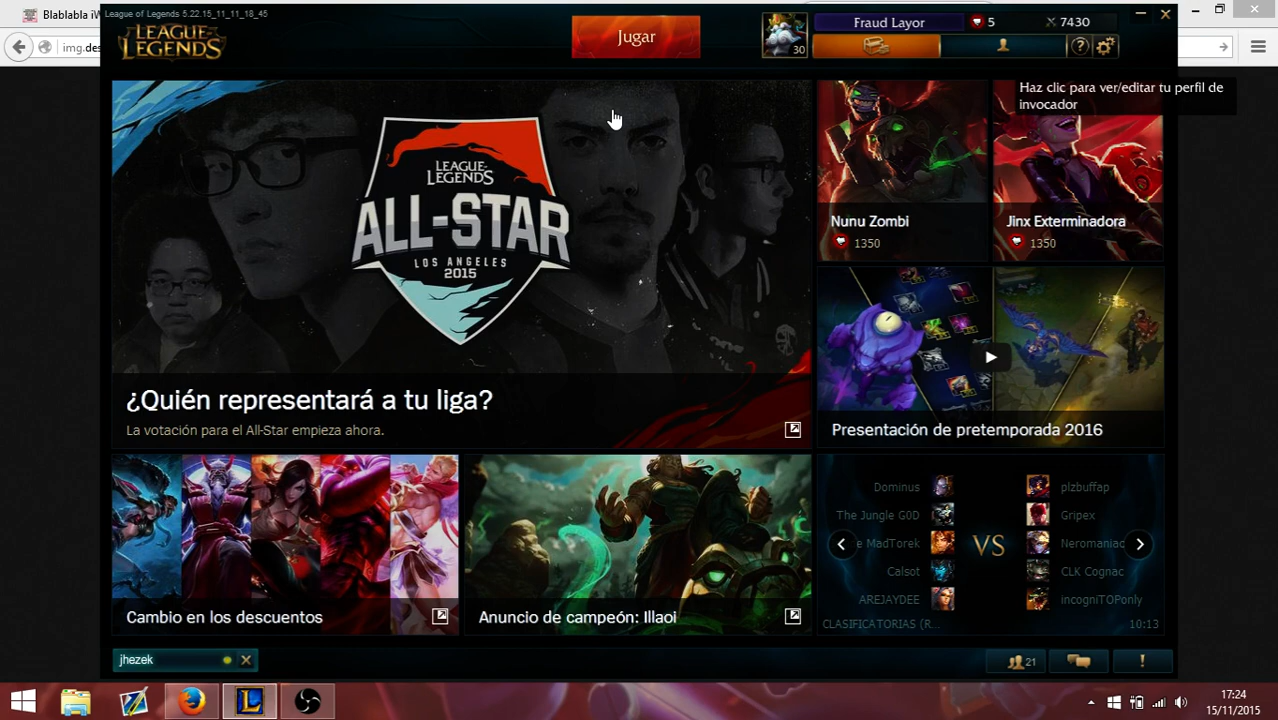 Blablabla
img.des
League of Legends 5.22.15_11_11_18_45
LEAGUE OF
LEGENDS
Jugar
30
Fraud Layor
5
7430
?
Haz clic para ver/editar tu perfil de
invocador
LEAGUE OF
LEGENDS
ALL-STAR
LOS ANGELES
2015
¿Quién representará a tu liga?
La votación para el All-Star empieza ahora.
Nunu Zombi
1350
Jinx Exterminadora
1350
Presentación de pretemporada 2016
Cambio en los descuentos
Anuncio de campeón: Illaoi
Dominus
plzbuffap
The Jungle G0D
Gripex
VS
e MadTorek
Neromaniac
Calsot
CLK Cognac
AREJAYDEE
incogniTOPonly
CLASIFICATORIAS (R...
10:13
jhezek
21
!
17:24
15/11/2015